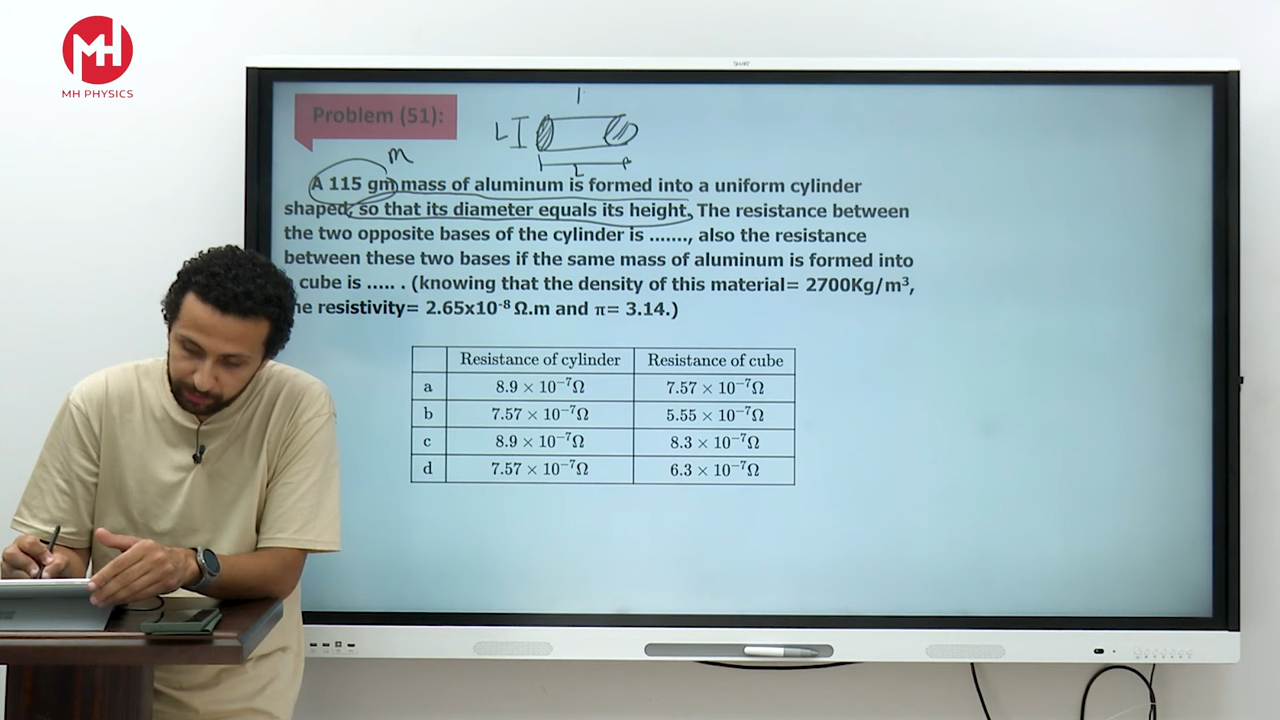 MH
MH PHYSICS
SMART
Problem (51):
L
L
m
A 115 gm mass of aluminum is formed into a uniform cylinder
shaped, so that its diameter equals its height, The resistance between
the two opposite bases of the cylinder is ......., also the resistance
between these two bases if the same mass of aluminum is formed into
cube is ..... . (knowing that the density of this material= 2700Kg/m³,
resistivity= 2.65x10⁻⁸ Ω.m and π= 3.14.)
Resistance of cylinder Resistance of cube
a 8.9 × 10⁻⁷Ω 7.57 × 10⁻⁷Ω
b 7.57 × 10⁻⁷Ω 5.55 × 10⁻⁷Ω
c 8.9 × 10⁻⁷Ω 8.3 × 10⁻⁷Ω
d 7.57 × 10⁻⁷Ω 6.3 × 10⁻⁷Ω